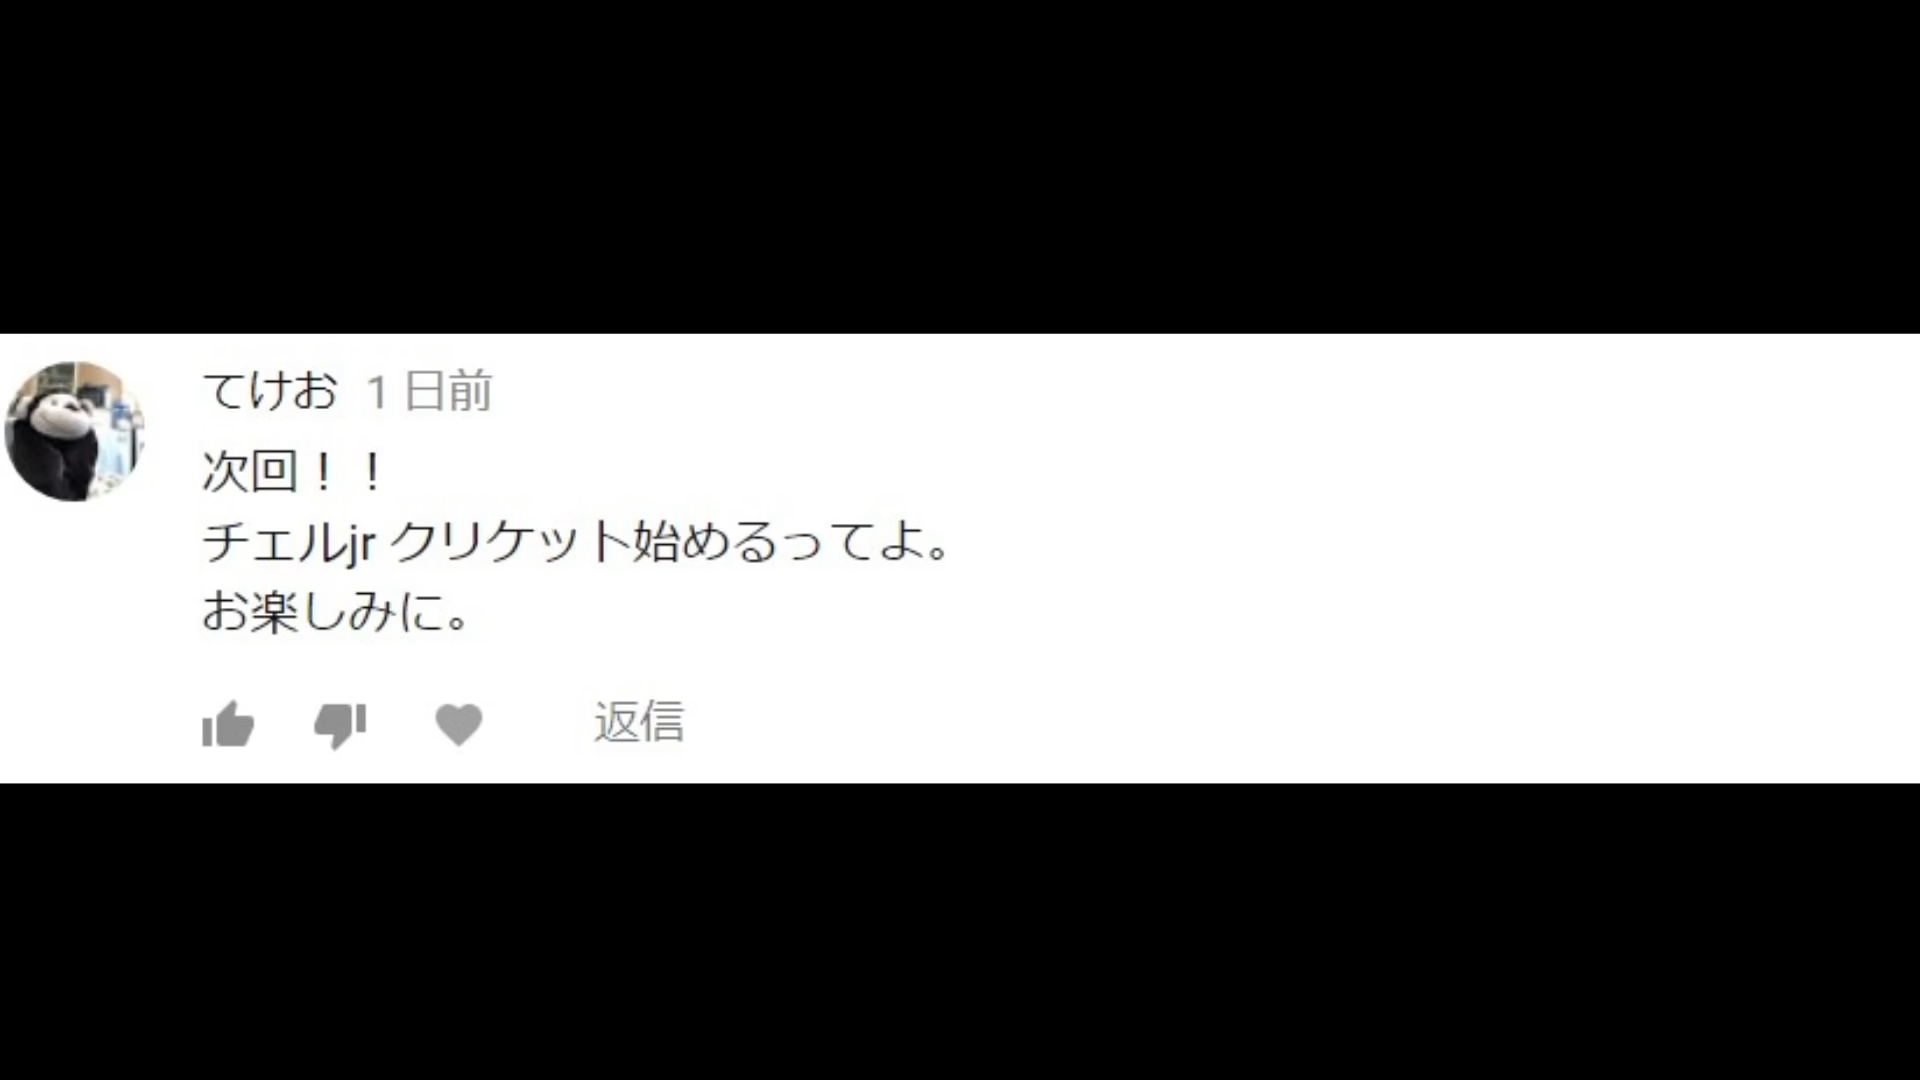 てけお 1 日前
次回！！
チェルjr クリケット始めるってよ。
お楽しみに。
返信